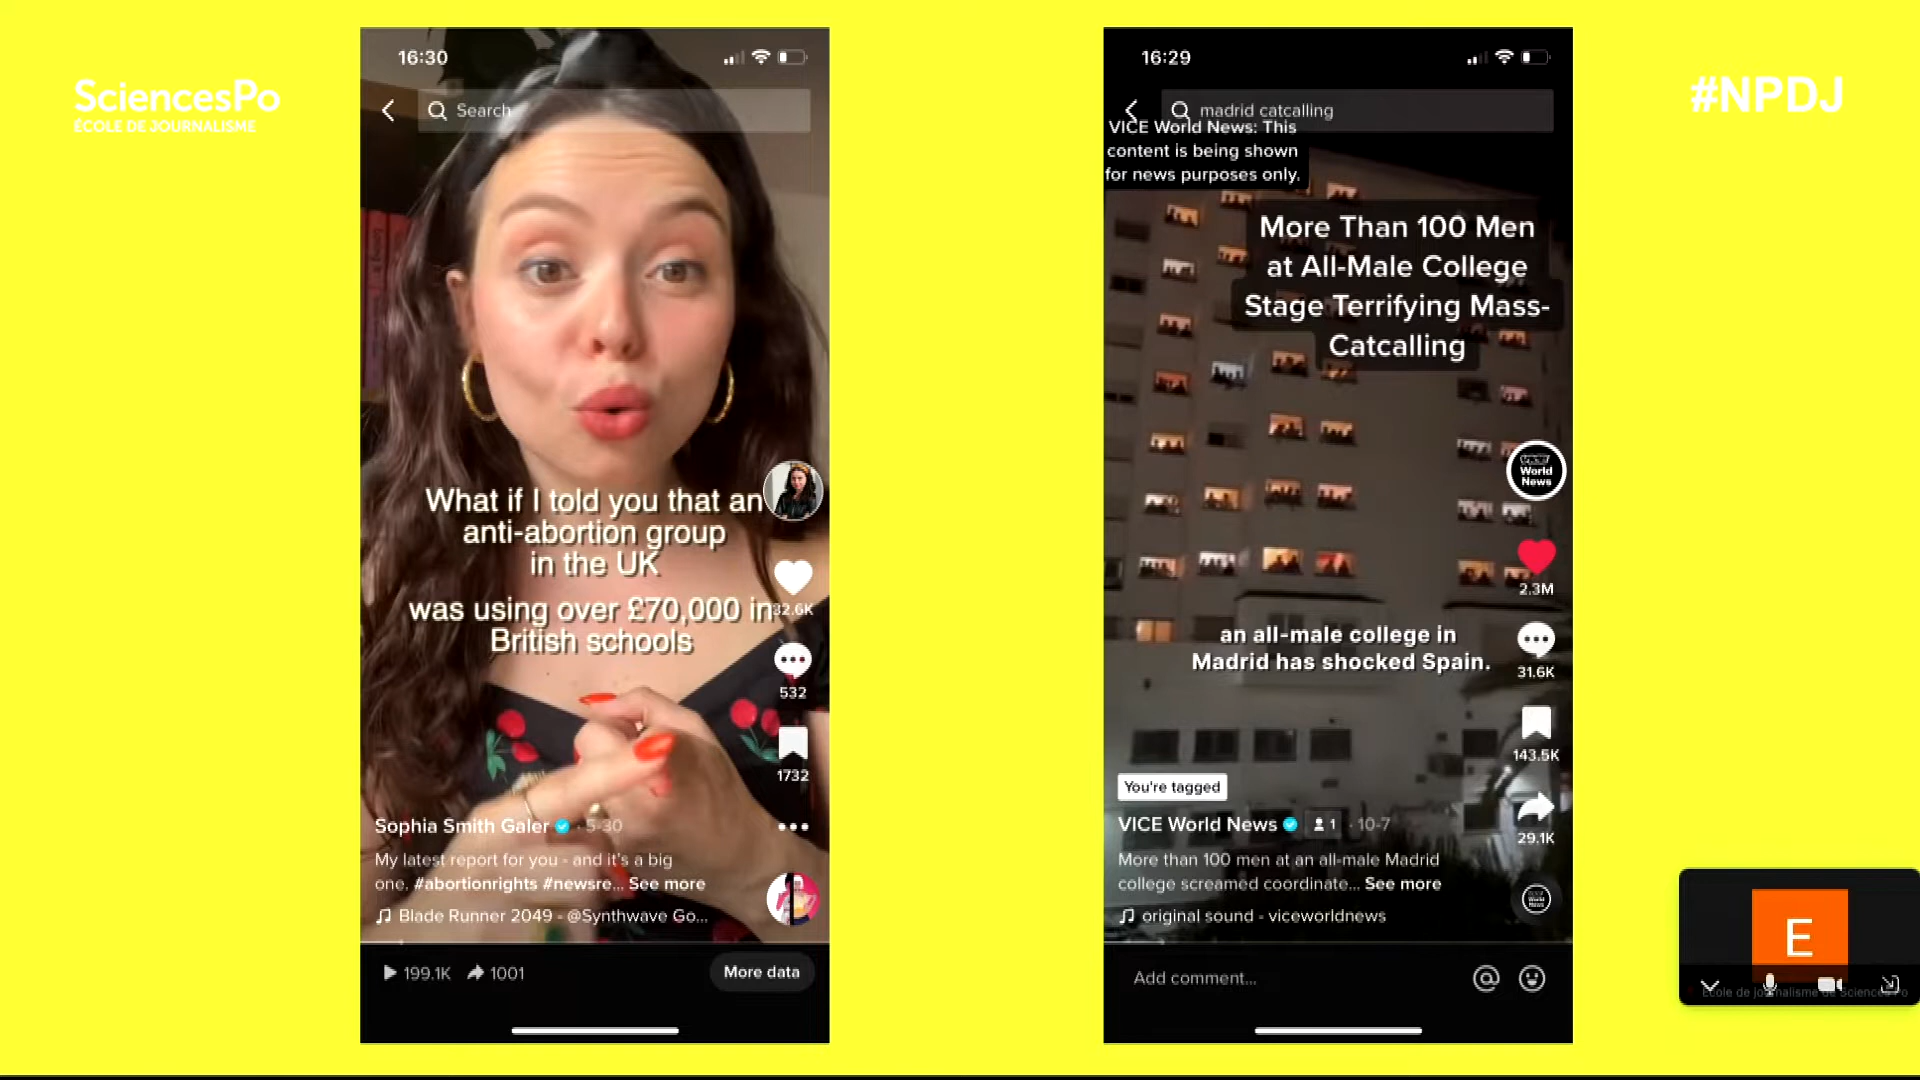 SciencesPo
ÉCOLE DE JOURNALISME
#NPDJ
16:30
Search
What if I told you that an
anti-abortion group
in the UK
was using over £70,000 in
British schools
32.6K
532
1732
Sophia Smith Galer · 5-30
My latest report for you - and it's a big
one. #abortionrights #newsre... See more
Blade Runner 2049 - @Synthwave Go...
199.1K 1001
More data
16:29
madrid catcalling
VICE World News: This
content is being shown
for news purposes only.
More Than 100 Men
at All-Male College
Stage Terrifying Mass-
Catcalling
World
News
2.3M
an all-male college in
Madrid has shocked Spain.
31.6K
143.5K
You're tagged
29.1K
VICE World News 1 · 10-7
More than 100 men at an all-male Madrid
college screamed coordinate... See more
original sound - viceworldnews
Add comment...
E
École de journalisme de Sciences Po